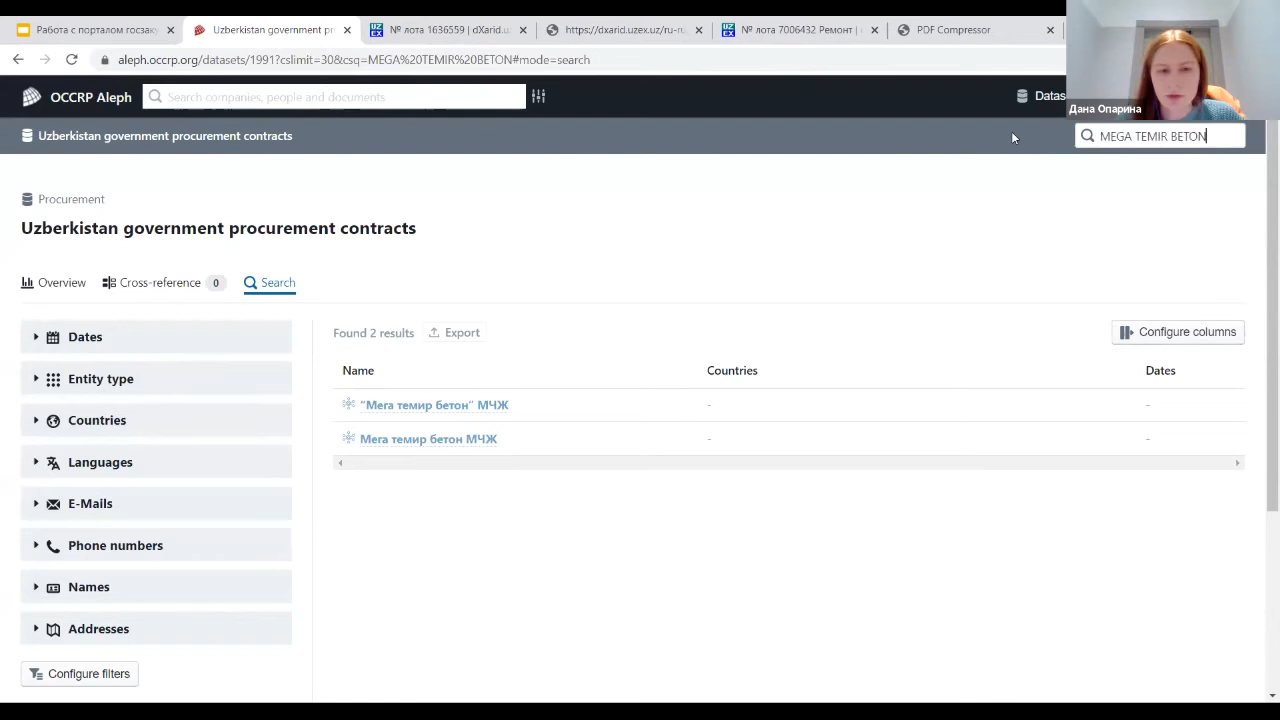 Работа с порталом госзаку
Uzbekistan government pr
№ лота 1636559 | dXarid.
https://dxarid.uzex.uz/ru-ru
№ лота 7006432 Ремонт |
PDF Compressor
aleph.occrp.org/datasets/1991?cslimit=30&csq=MEGA%20TEMIR%20BETON#mode=search
OCCRP Aleph
Search companies, people and documents
Datas
Дана Опарина
Uzberkistan government procurement contracts
MEGA TEMIR BETON
Procurement
Uzberkistan government procurement contracts
Overview
Cross-reference 0
Search
Dates
Entity type
Countries
Languages
E-Mails
Phone numbers
Names
Addresses
Configure filters
Found 2 results
Export
Configure columns
Name Countries Dates
"Мега темир бетон" МЧЖ - -
Мега темир бетон МЧЖ - -